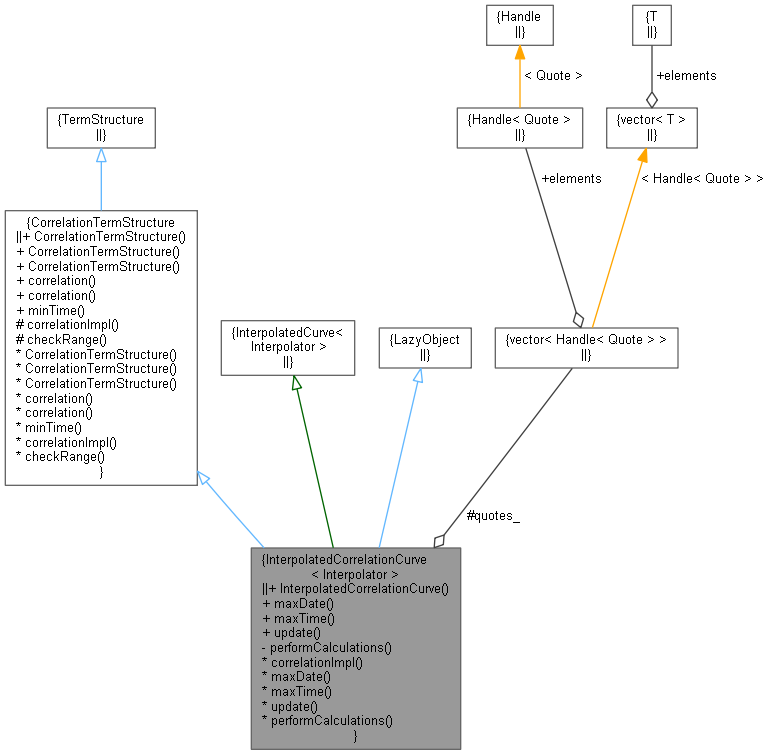 {Handle
||}
{T
||}
< Quote >
+elements
{TermStructure
||}
{Handle< Quote >
||}
{vector< T >
||}
+elements
< Handle< Quote > >
{CorrelationTermStructure
||+ CorrelationTermStructure()
+ CorrelationTermStructure()
+ CorrelationTermStructure()
+ correlation()
+ correlation()
+ minTime()
# correlationImpl()
# checkRange()
* CorrelationTermStructure()
* CorrelationTermStructure()
* CorrelationTermStructure()
* correlation()
* correlation()
* minTime()
* correlationImpl()
* checkRange()
}
{InterpolatedCurve<
Interpolator >
||}
{LazyObject
||}
{vector< Handle< Quote > >
||}
#quotes_
{InterpolatedCorrelationCurve
< Interpolator >
||+ InterpolatedCorrelationCurve()
+ maxDate()
+ maxTime()
+ update()
- performCalculations()
* correlationImpl()
* maxDate()
* maxTime()
* update()
* performCalculations()
}